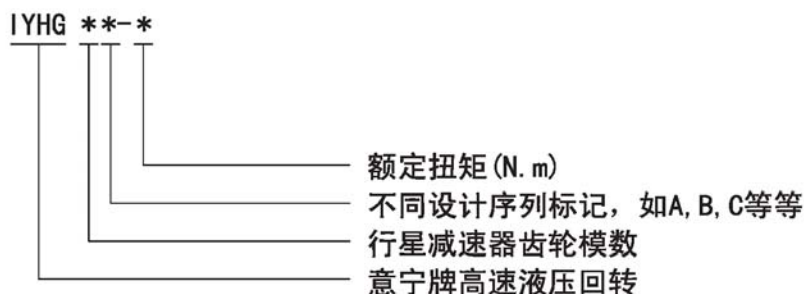 IYHG **-*
额定扭矩(N.m)
不同设计序列标记，如A,B,C等等
行星减速器齿轮模数
意宁牌高速液压回转